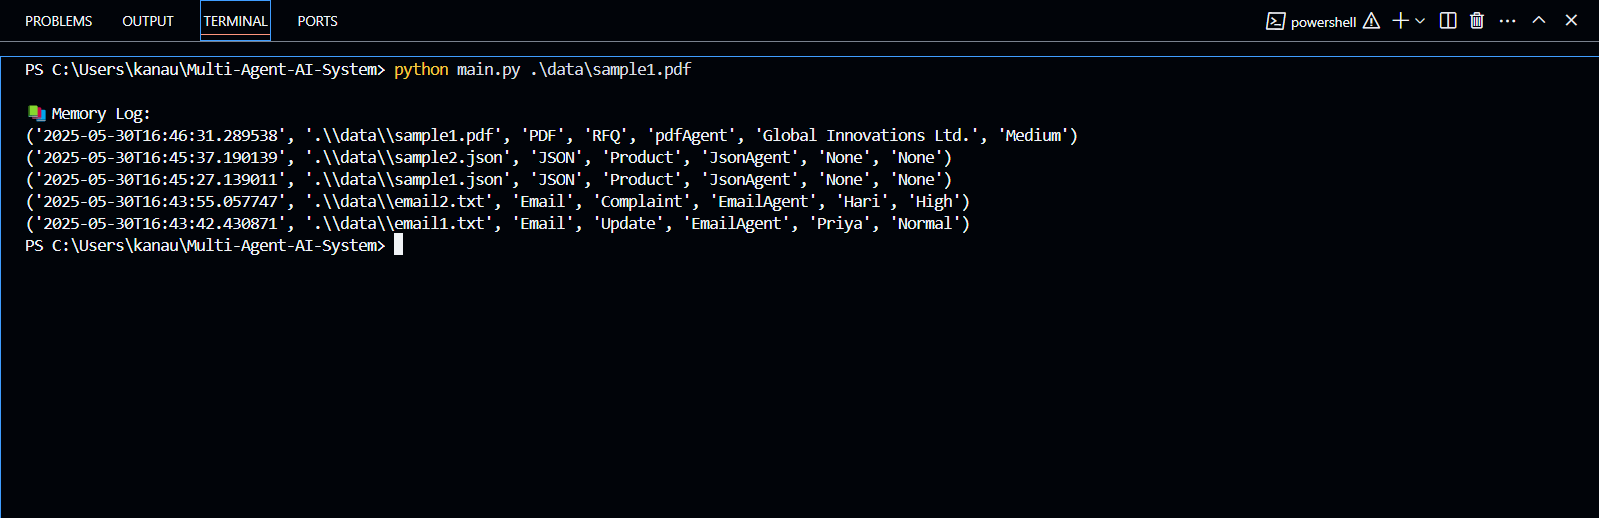 PROBLEMS OUTPUT TERMINAL PORTS powershell
PS C:\Users\kanau\Multi-Agent-AI-System> python main.py .\data\sample1.pdf
Memory Log:
('2025-05-30T16:46:31.289538', '.\\data\\sample1.pdf', 'PDF', 'RFQ', 'pdfAgent', 'Global Innovations Ltd.', 'Medium')
('2025-05-30T16:45:37.190139', '.\\data\\sample2.json', 'JSON', 'Product', 'JsonAgent', 'None', 'None')
('2025-05-30T16:45:27.139011', '.\\data\\sample1.json', 'JSON', 'Product', 'JsonAgent', 'None', 'None')
('2025-05-30T16:43:55.057747', '.\\data\\email2.txt', 'Email', 'Complaint', 'EmailAgent', 'Hari', 'High')
('2025-05-30T16:43:42.430871', '.\\data\\email1.txt', 'Email', 'Update', 'EmailAgent', 'Priya', 'Normal')
PS C:\Users\kanau\Multi-Agent-AI-System>